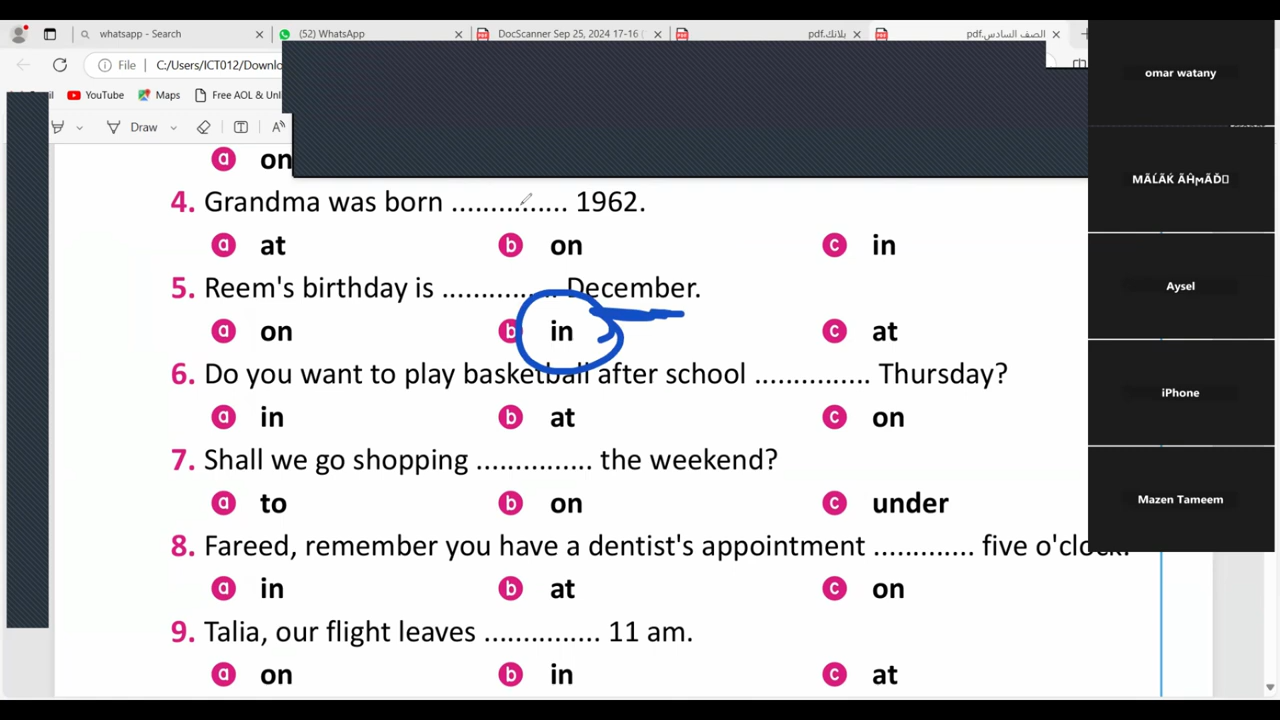 whatsapp - Search
(52) WhatsApp
DocScanner Sep 25, 2024 17-16
بلانك.pdf
الصف السادس.pdf
File
C:/Users/ICT012/Downlo
YouTube
Maps
Free AOL & Unl
Draw
a on
4. Grandma was born ............... 1962.
a at b on c in
5. Reem's birthday is ............... December.
a on b in c at
6. Do you want to play basketball after school ............... Thursday?
a in b at c on
7. Shall we go shopping ............... the weekend?
a to b on c under
8. Fareed, remember you have a dentist's appointment ............. five o'clock.
a in b at c on
9. Talia, our flight leaves ............... 11 am.
a on b in c at
omar watany
Aysel
iPhone
Mazen Tameem